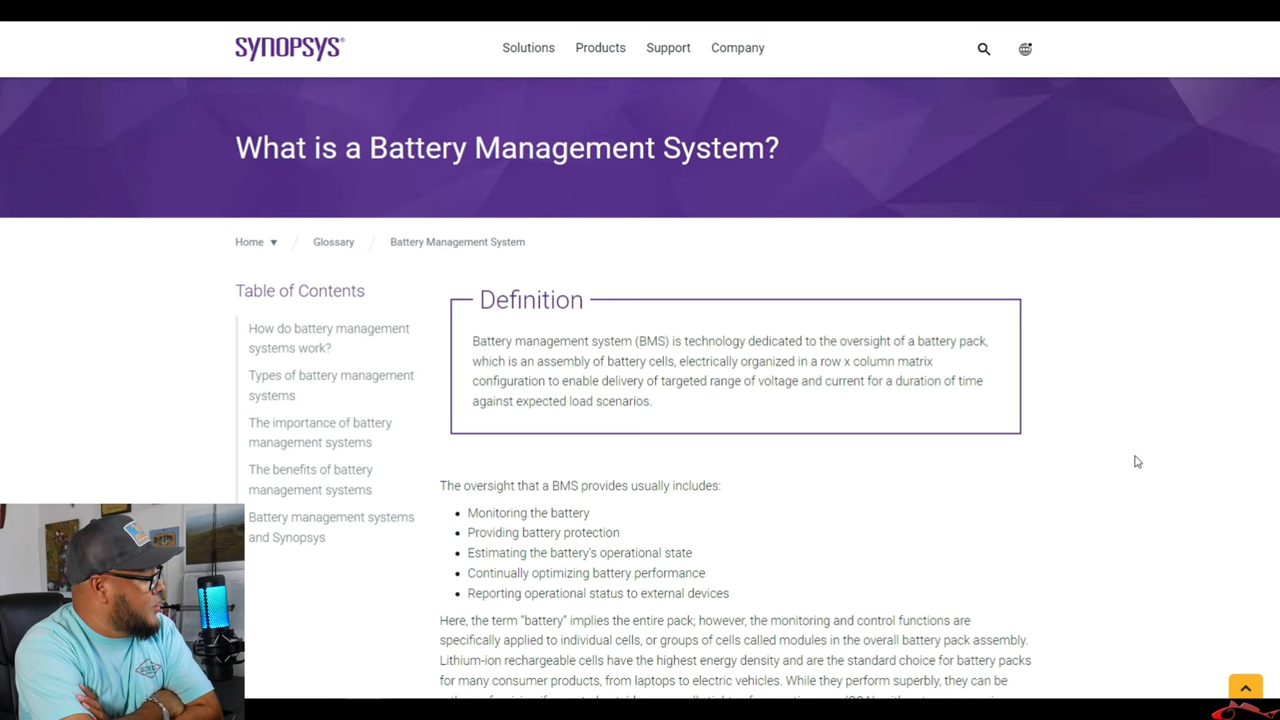 SYNOPSYS®
Solutions Products Support Company
What is a Battery Management System?
Home / Glossary / Battery Management System
Table of Contents
How do battery management
systems work?
Types of battery management
systems
The importance of battery
management systems
The benefits of battery
management systems
Battery management systems
and Synopsys
Definition
Battery management system (BMS) is technology dedicated to the oversight of a battery pack,
which is an assembly of battery cells, electrically organized in a row x column matrix
configuration to enable delivery of targeted range of voltage and current for a duration of time
against expected load scenarios.
The oversight that a BMS provides usually includes:
• Monitoring the battery
• Providing battery protection
• Estimating the battery's operational state
• Continually optimizing battery performance
• Reporting operational status to external devices
Here, the term “battery” implies the entire pack; however, the monitoring and control functions are
specifically applied to individual cells, or groups of cells called modules in the overall battery pack assembly.
Lithium-ion rechargeable cells have the highest energy density and are the standard choice for battery packs
for many consumer products, from laptops to electric vehicles. While they perform superbly, they can be